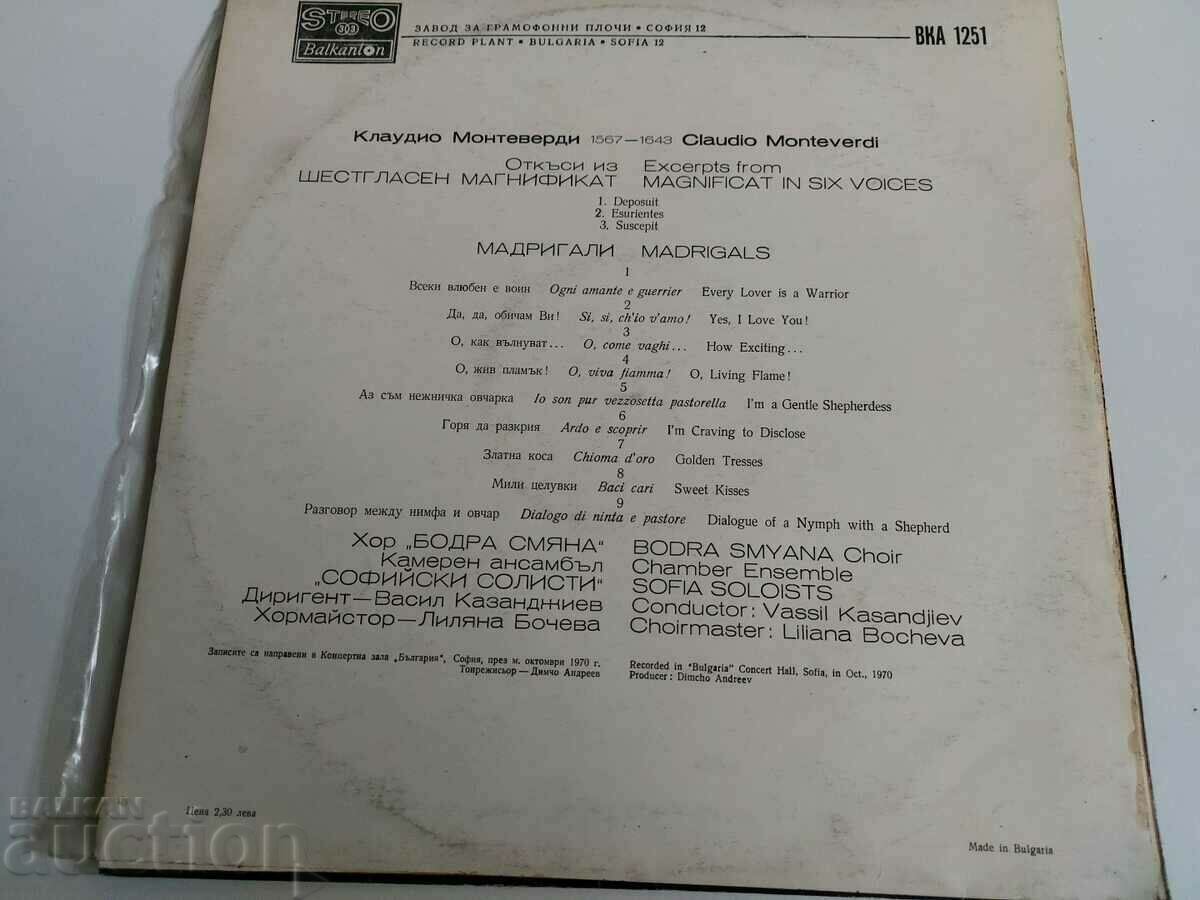 STEREO
303
Balkanton
ЗАВОД ЗА ГРАМОФОННИ ПЛОЧИ • СОФИЯ 12
RECORD PLANT • BULGARIA • SOFIA 12
ВКА 1251
Клаудио Монтеверди 1567—1643 Claudio Monteverdi
Откъси из Excerpts from
ШЕСТГЛАСЕН МАГНИФИКАТ MAGNIFICAT IN SIX VOICES
1. Deposuit
2. Esurientes
3. Suscepit
МАДРИГАЛИ MADRIGALS
1
Всеки влюбен е воин Ogni amante e guerrier Every Lover is a Warrior
2
Да, да, обичам Ви! Si, si, ch'io v'amo! Yes, I Love You!
3
О, как вълнуват... O, come vaghi... How Exciting...
4
О, жив пламък! O, viva fiamma! O, Living Flame!
5
Аз съм нежничка овчарка Io son pur vezzosetta pastorella I'm a Gentle Shepherdess
6
Горя да разкрия Ardo e scoprir I'm Craving to Disclose
7
Златна коса Chioma d'oro Golden Tresses
8
Мили целувки Baci cari Sweet Kisses
9
Разговор между нимфа и овчар Dialogo di ninta e pastore Dialogue of a Nymph with a Shepherd
Хор „БОДРА СМЯНА“ BODRA SMYANA Choir
Камерен ансамбъл Chamber Ensemble
„СОФИЙСКИ СОЛИСТИ“ SOFIA SOLOISTS
Диригент—Васил Казанджиев Conductor: Vassil Kasandjiev
Хормайстор—Лиляна Бочева Choirmaster: Liliana Bocheva
Записите са направени в Концертна зала „България“, София, през м. октомври 1970 г. Recorded in "Bulgaria" Concert Hall, Sofia, in Oct., 1970
Тонрежисьор—Димчо Андреев Producer: Dimcho Andreev
Цена 2,30 лева
Made in Bulgaria
BALKAN
auction